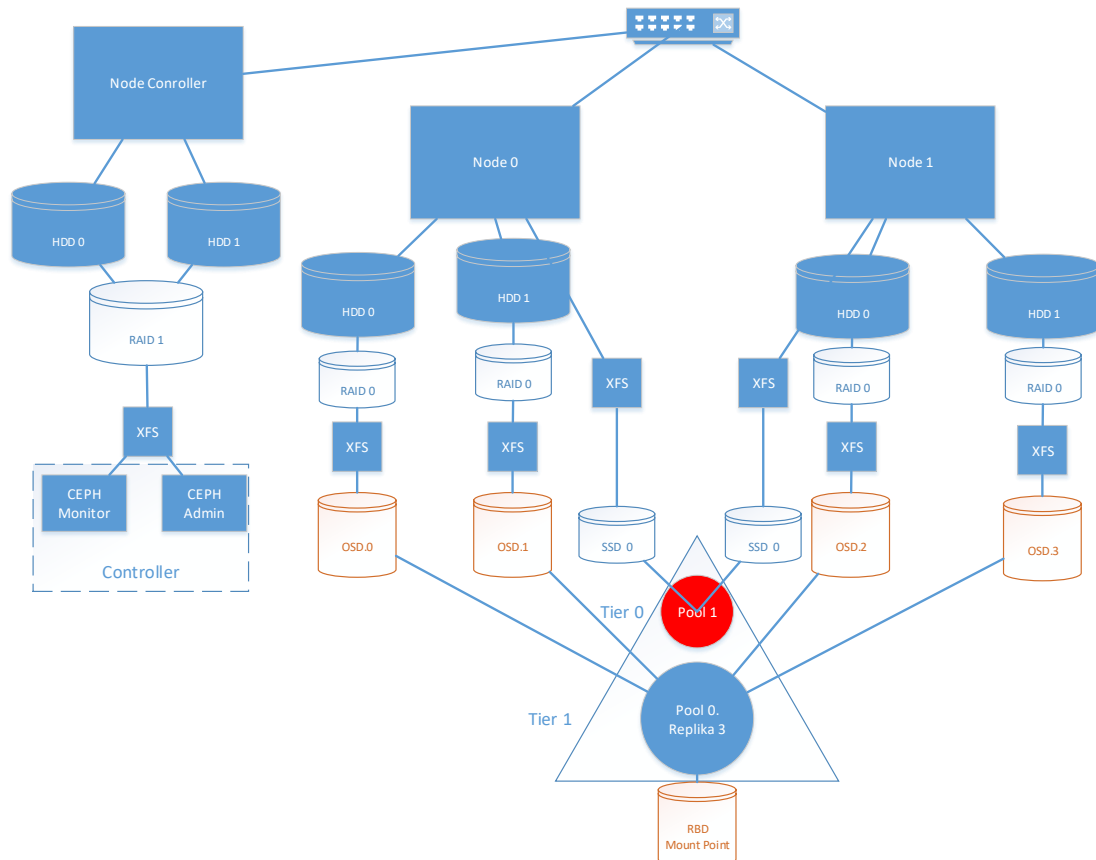 Node Conroller
Node 0
Node 1
HDD 0
HDD 1
HDD 0
HDD 1
HDD 0
HDD 1
RAID 1
RAID 0
RAID 0
RAID 0
RAID 0
XFS
XFS
XFS
XFS
XFS
XFS
XFS
CEPH
Monitor
CEPH
Admin
Controller
OSD.0
OSD.1
SSD 0
SSD 0
OSD.2
OSD.3
Tier 0
Pool 1
Tier 1
Pool 0.
Replika 3
RBD
Mount Point